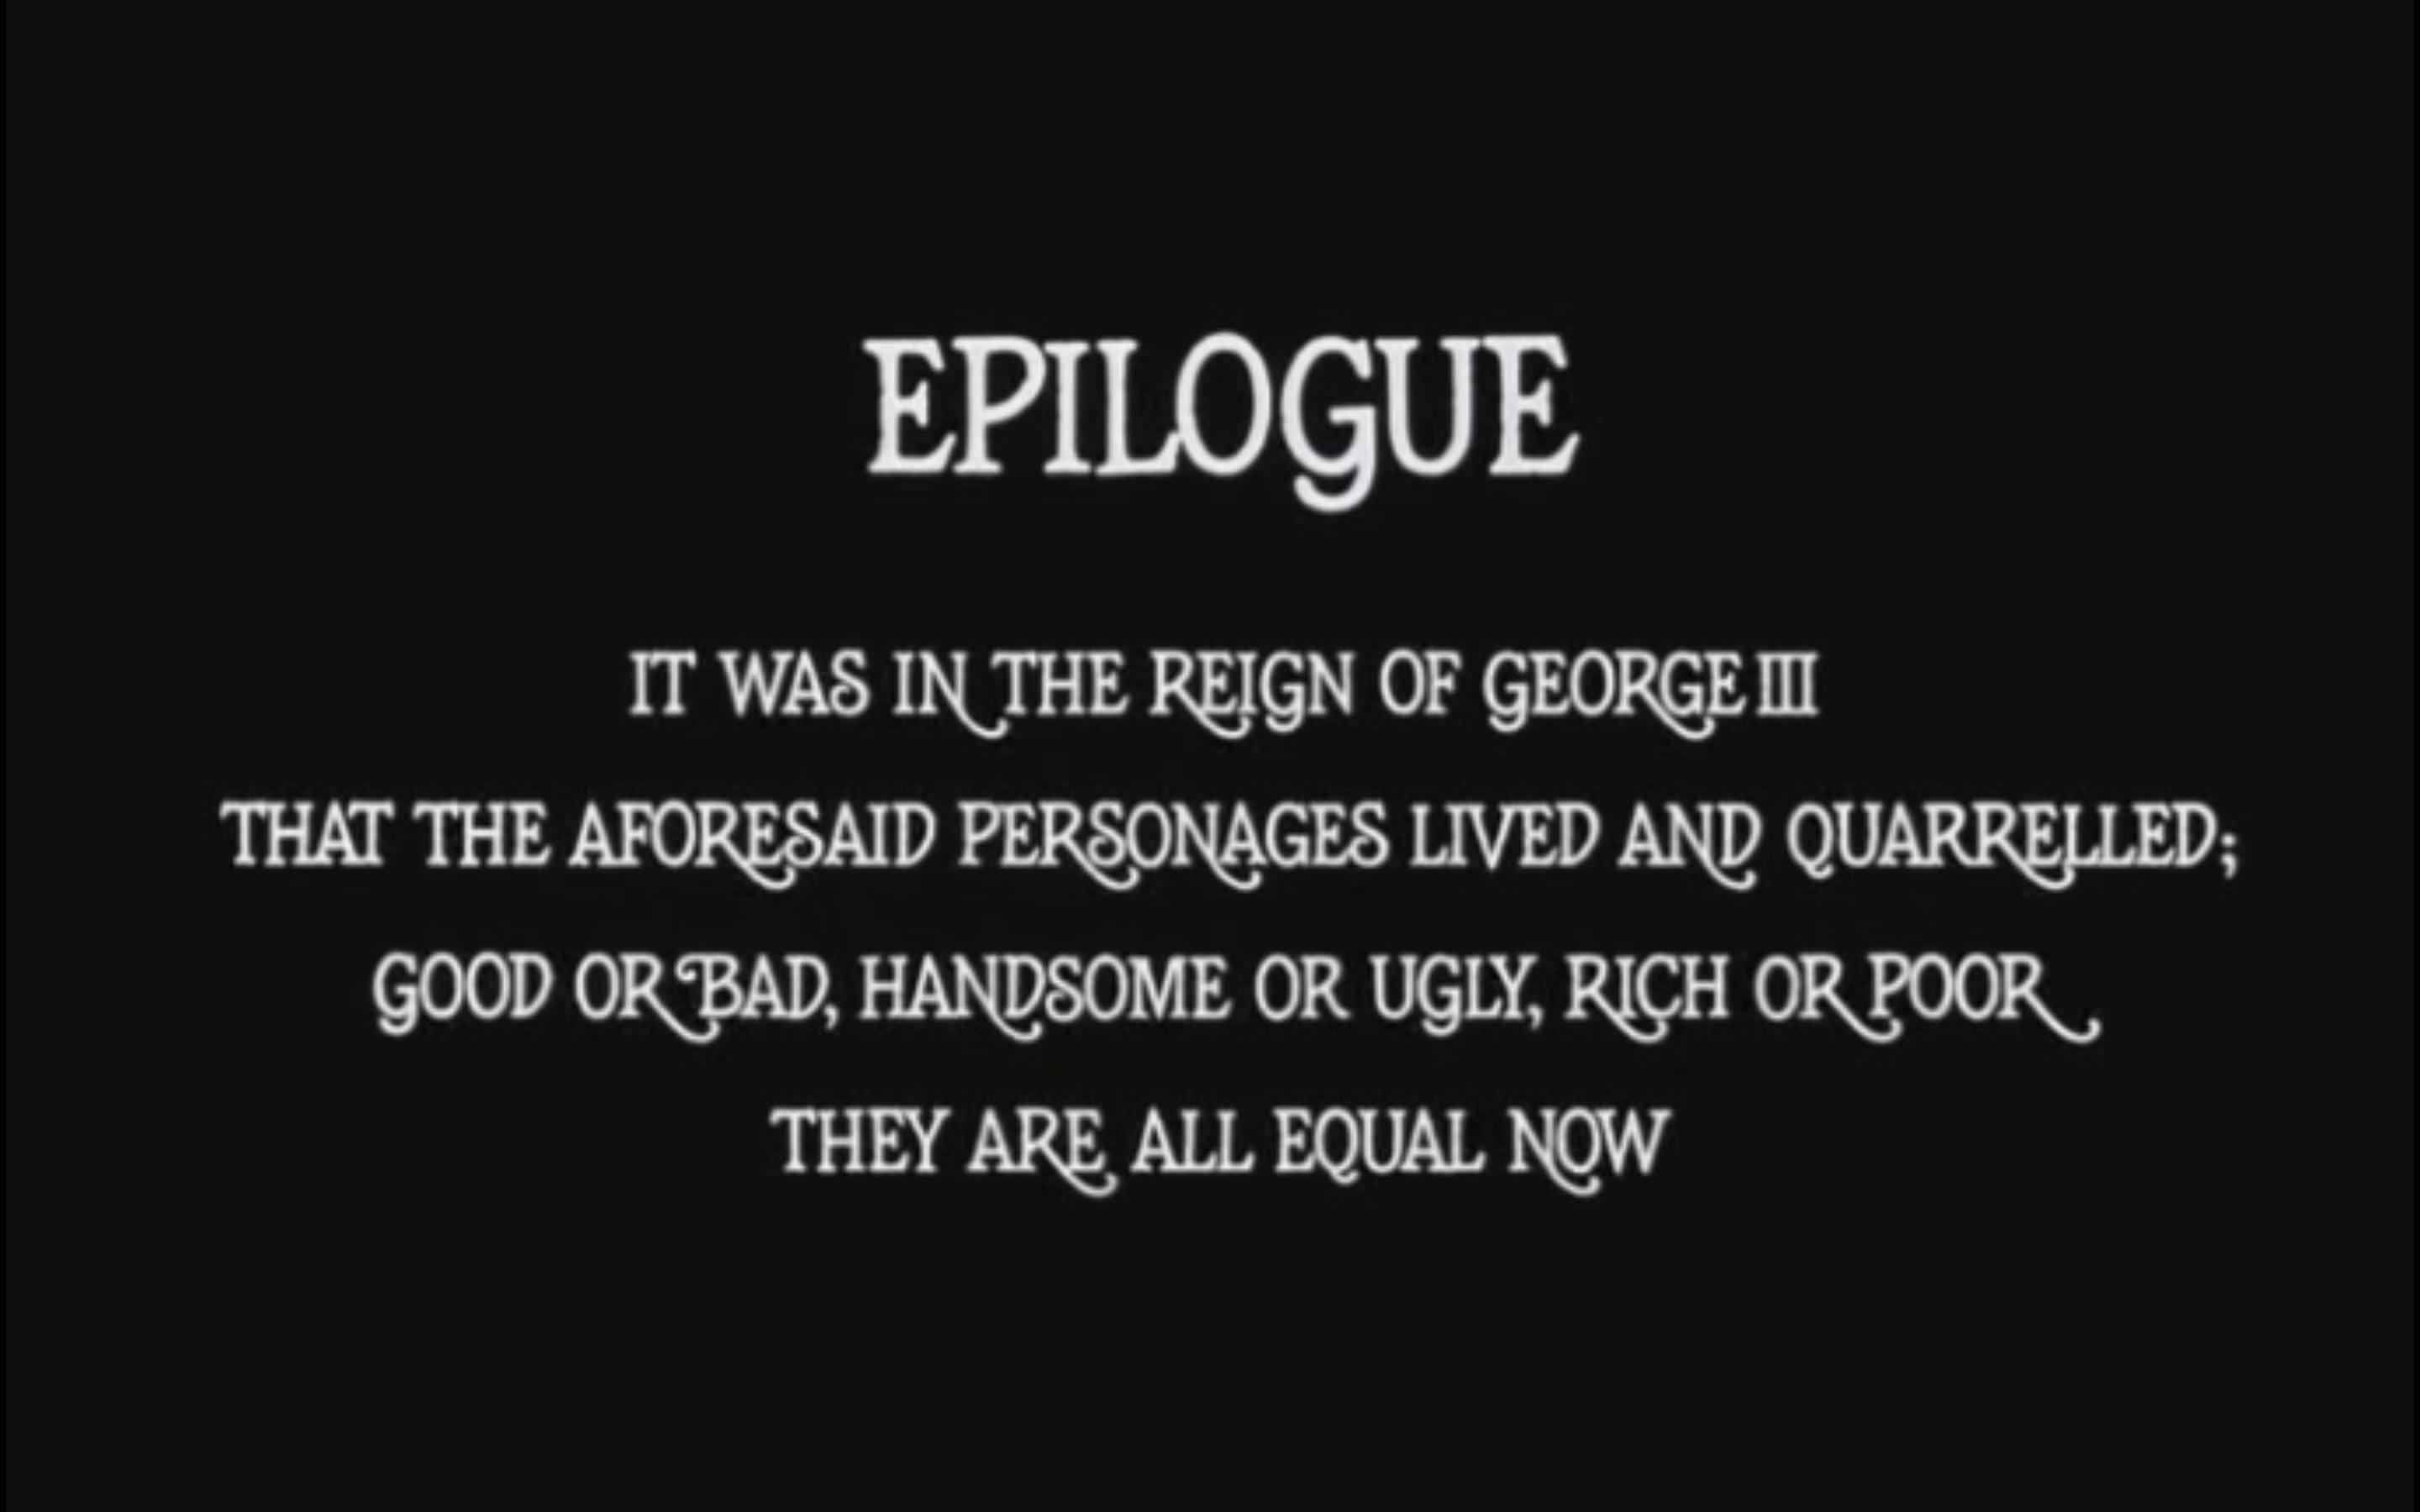 EPILOGUE
IT WAS IN THE REIGN OF GEORGE III
THAT THE AFORESAID PERSONAGES LIVED AND QUARRELLED;
GOOD OR BAD, HANDSOME OR UGLY, RICH OR POOR
THEY ARE ALL EQUAL NOW